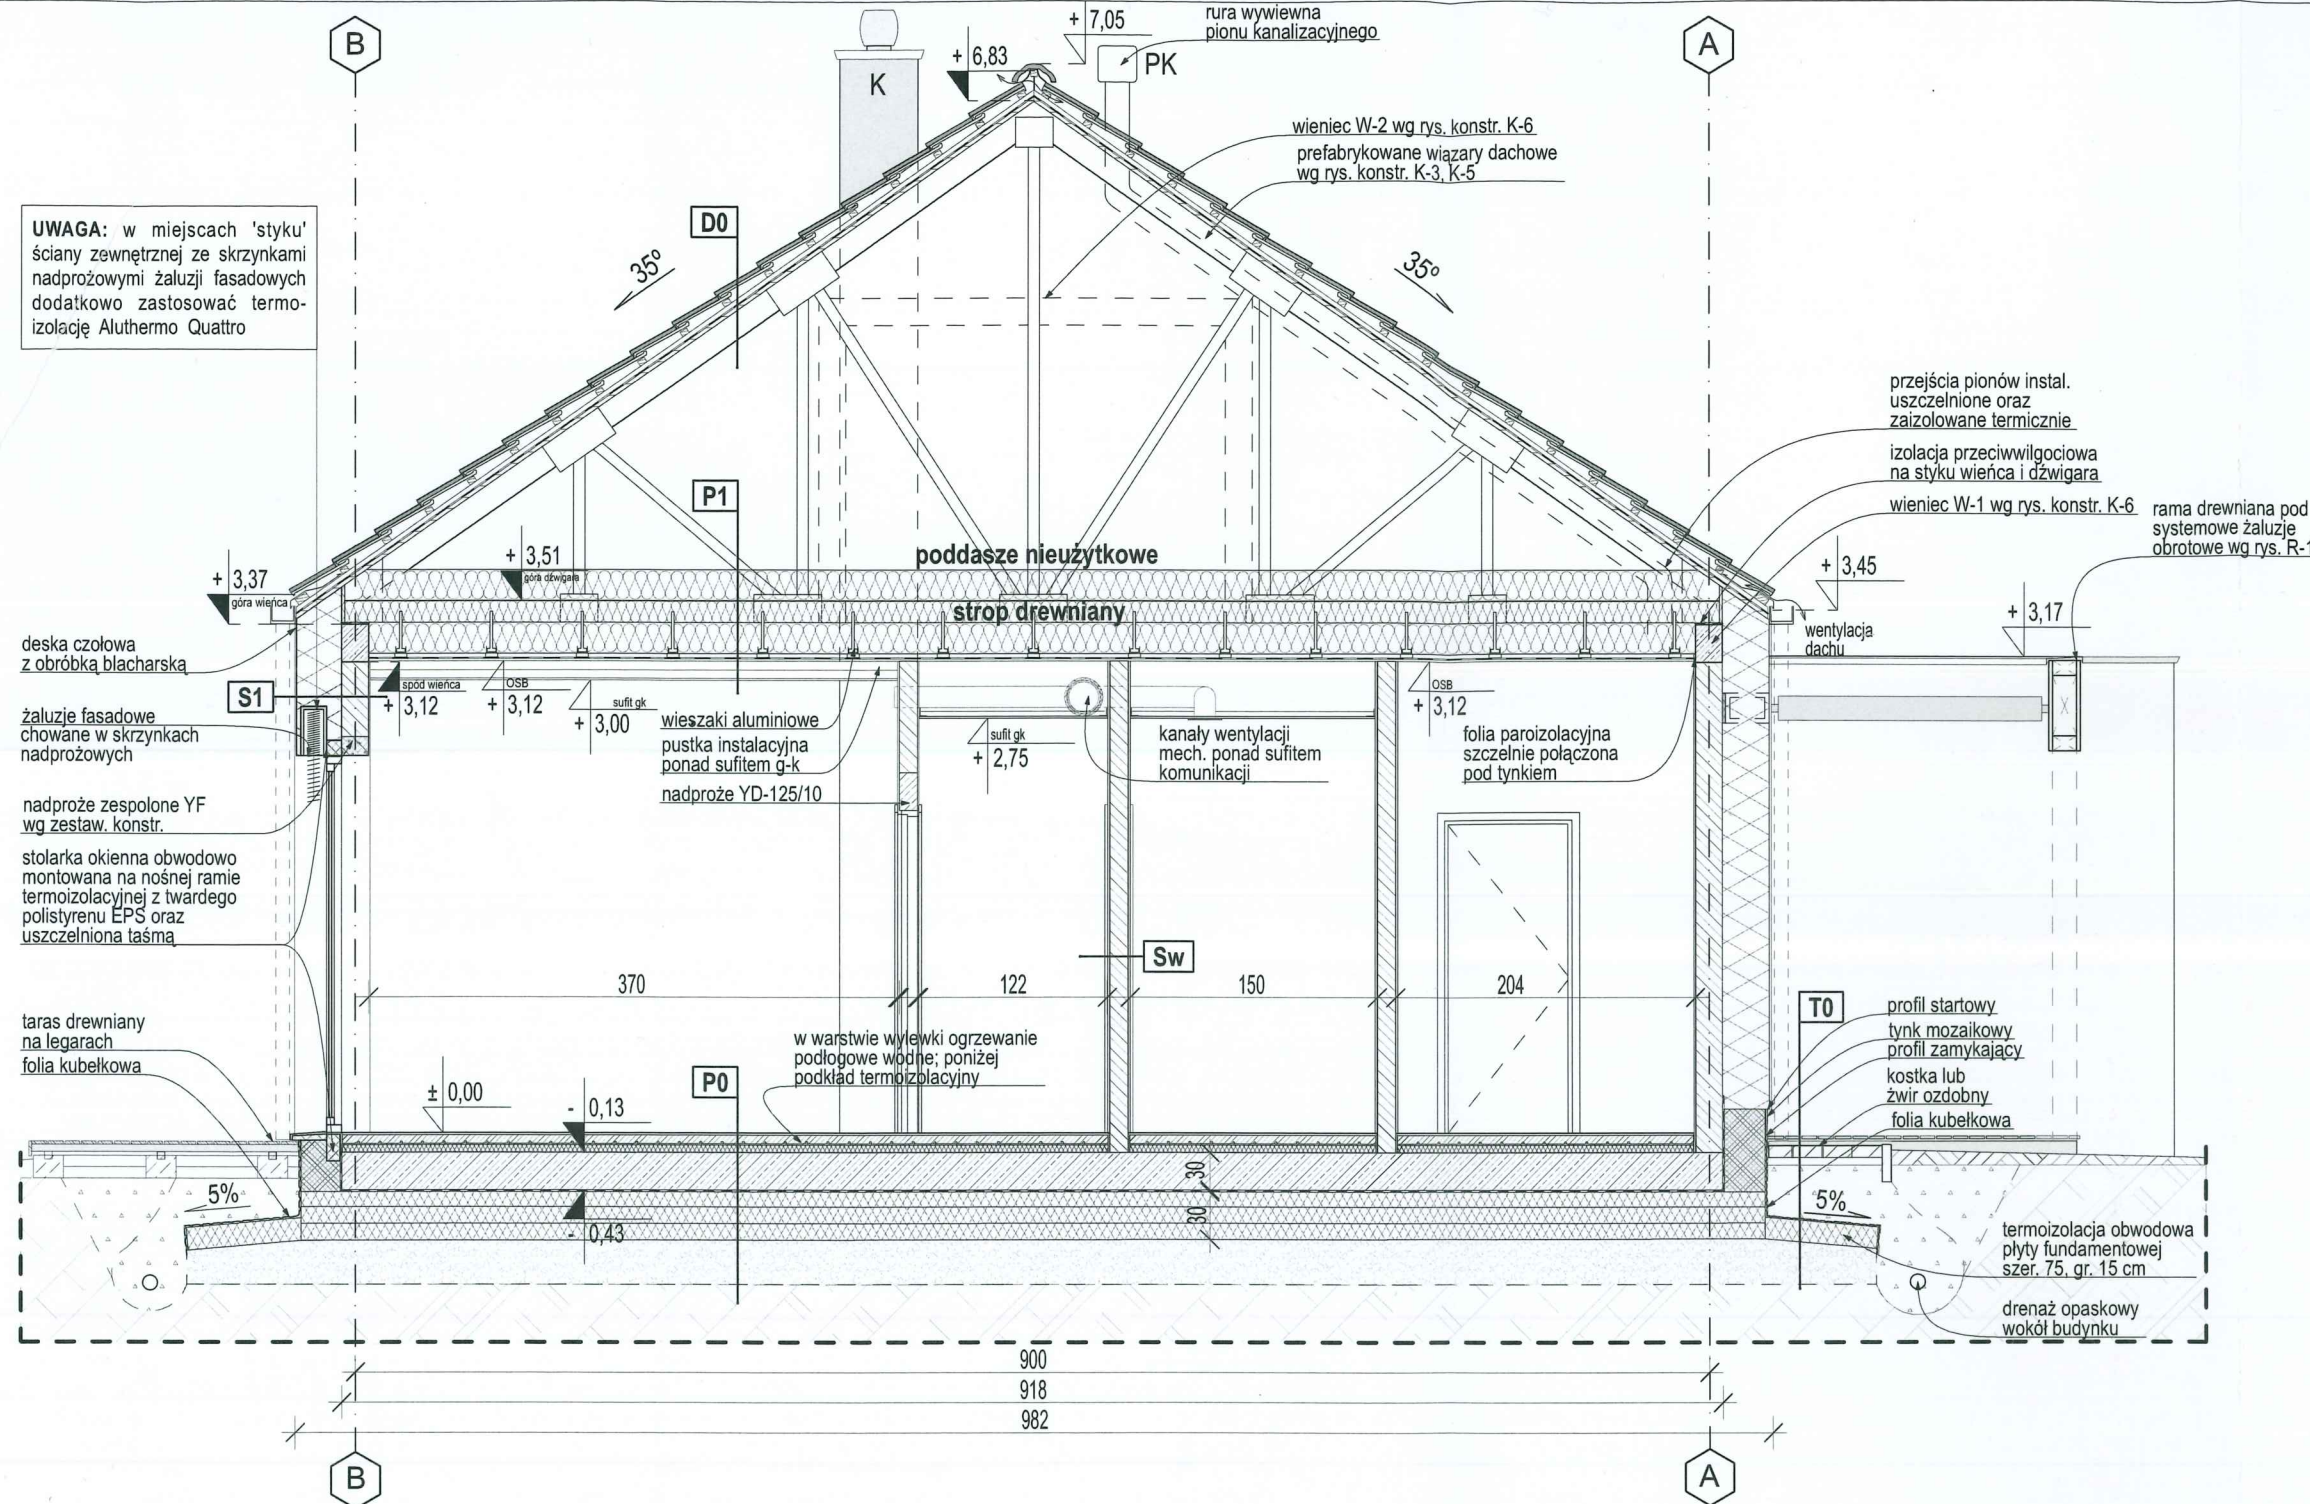 B
A
K
PK
+ 7,05
+ 6,83
rura wywiewna
pionu kanalizacyjnego
wieniec W-2 wg rys. konstr. K-6
prefabrykowane wiązary dachowe
wg rys. konstr. K-3, K-5
UWAGA: w miejscach 'styku'
ściany zewnętrznej ze skrzynkami
nadprożowymi żaluzji fasadowych
dodatkowo zastosować termo-
izolację Aluthermo Quattro
D0
35º
35º
przejścia pionów instal.
uszczelnione oraz
zaizolowane termicznie
izolacja przeciwwilgociowa
na styku wieńca i dźwigara
wieniec W-1 wg rys. konstr. K-6
rama drewniana pod
systemowe żaluzje
obrotowe wg rys. R-1
P1
+ 3,51
góra dźwigara
poddasze nieużytkowe
strop drewniany
+ 3,37
góra wieńca
+ 3,45
+ 3,17
wentylacja
dachu
deska czołowa
z obróbką blacharską
S1
spód wieńca
+ 3,12
OSB
+ 3,12
sufit gk
+ 3,00
wieszaki aluminiowe
pustka instalacyjna
ponad sufitem g-k
nadproże YD-125/10
sufit gk
+ 2,75
kanały wentylacji
mech. ponad sufitem
komunikacji
OSB
+ 3,12
folia paroizolacyjna
szczelnie połączona
pod tynkiem
żaluzje fasadowe
chowane w skrzynkach
nadprożowych
nadproże zespolone YF
wg zestaw. konstr.
stolarka okienna obwodowo
montowana na nośnej ramie
termoizolacyjnej z twardego
polistyrenu EPS oraz
uszczelniona taśmą
Sw
370
122
150
204
taras drewniany
na legarach
folia kubełkowa
w warstwie wylewki ogrzewanie
podłogowe wodne; poniżej
podkład termoizolacyjny
P0
± 0,00
- 0,13
- 0,43
30
30
T0
profil startowy
tynk mozaikowy
profil zamykający
kostka lub
żwir ozdobny
folia kubełkowa
5%
5%
termoizolacja obwodowa
płyty fundamentowej
szer. 75, gr. 15 cm
drenaż opaskowy
wokół budynku
900
918
982
B
A